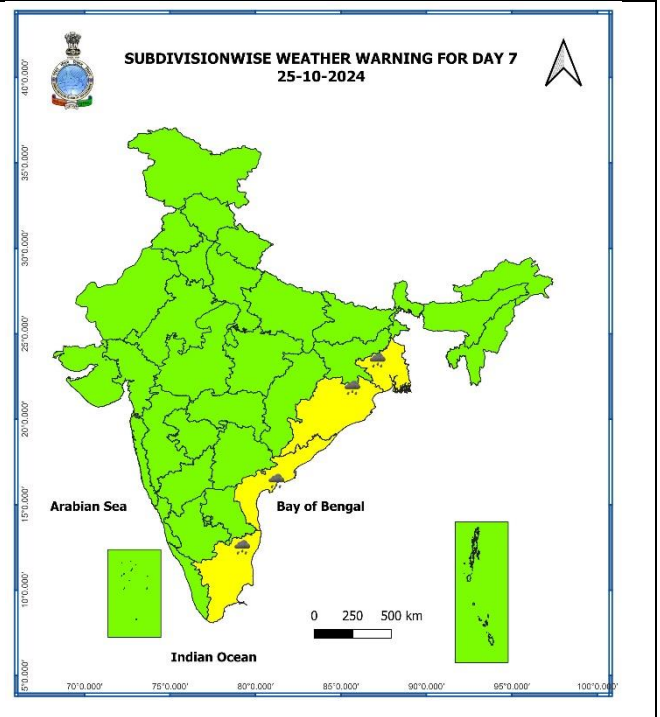 SUBDIVISIONWISE WEATHER WARNING FOR DAY 7
25-10-2024
40°0.000'
35°0.000'
30°0.000'
25°0.000'
20°0.000'
15°0.000'
10°0.000'
5°0.000'
Arabian Sea
Bay of Bengal
0 250 500 km
Indian Ocean
70°0.000' 75°0.000' 80°0.000' 85°0.000' 90°0.000' 95°0.000' 100°0.000'